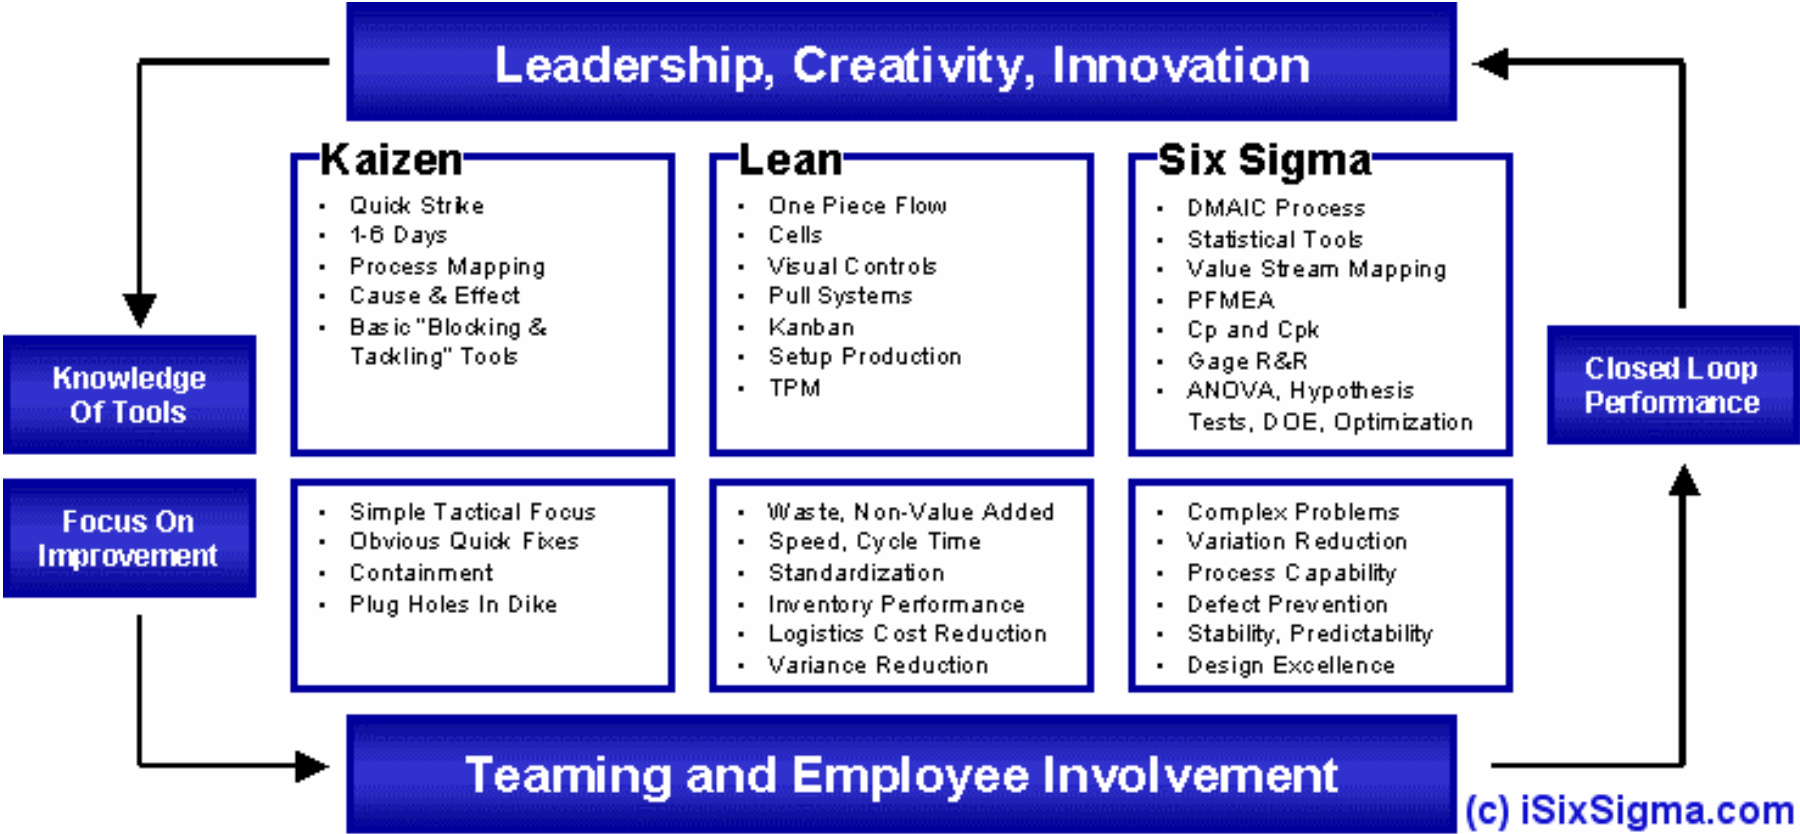 Leadership, Creativity, Innovation
Kaizen
• Quick Strike
• 1-6 Days
• Process Mapping
• Cause & Effect
• Basic "Blocking &
Tackling" Tools
Lean
• One Piece Flow
• Cells
• Visual Controls
• Pull Systems
• Kanban
• Setup Production
• TPM
Six Sigma
• DMAIC Process
• Statistical Tools
• Value Stream Mapping
• PFMEA
• Cp and Cpk
• Gage R&R
• ANOVA, Hypothesis
Tests, DOE, Optimization
Knowledge
Of Tools
Closed Loop
Performance
Focus On
Improvement
• Simple Tactical Focus
• Obvious Quick Fixes
• Containment
• Plug Holes In Dike
• Waste, Non-Value Added
• Speed, Cycle Time
• Standardization
• Inventory Performance
• Logistics Cost Reduction
• Variance Reduction
• Complex Problems
• Variation Reduction
• Process Capability
• Defect Prevention
• Stability, Predictability
• Design Excellence
Teaming and Employee Involvement
(c) iSixSigma.com